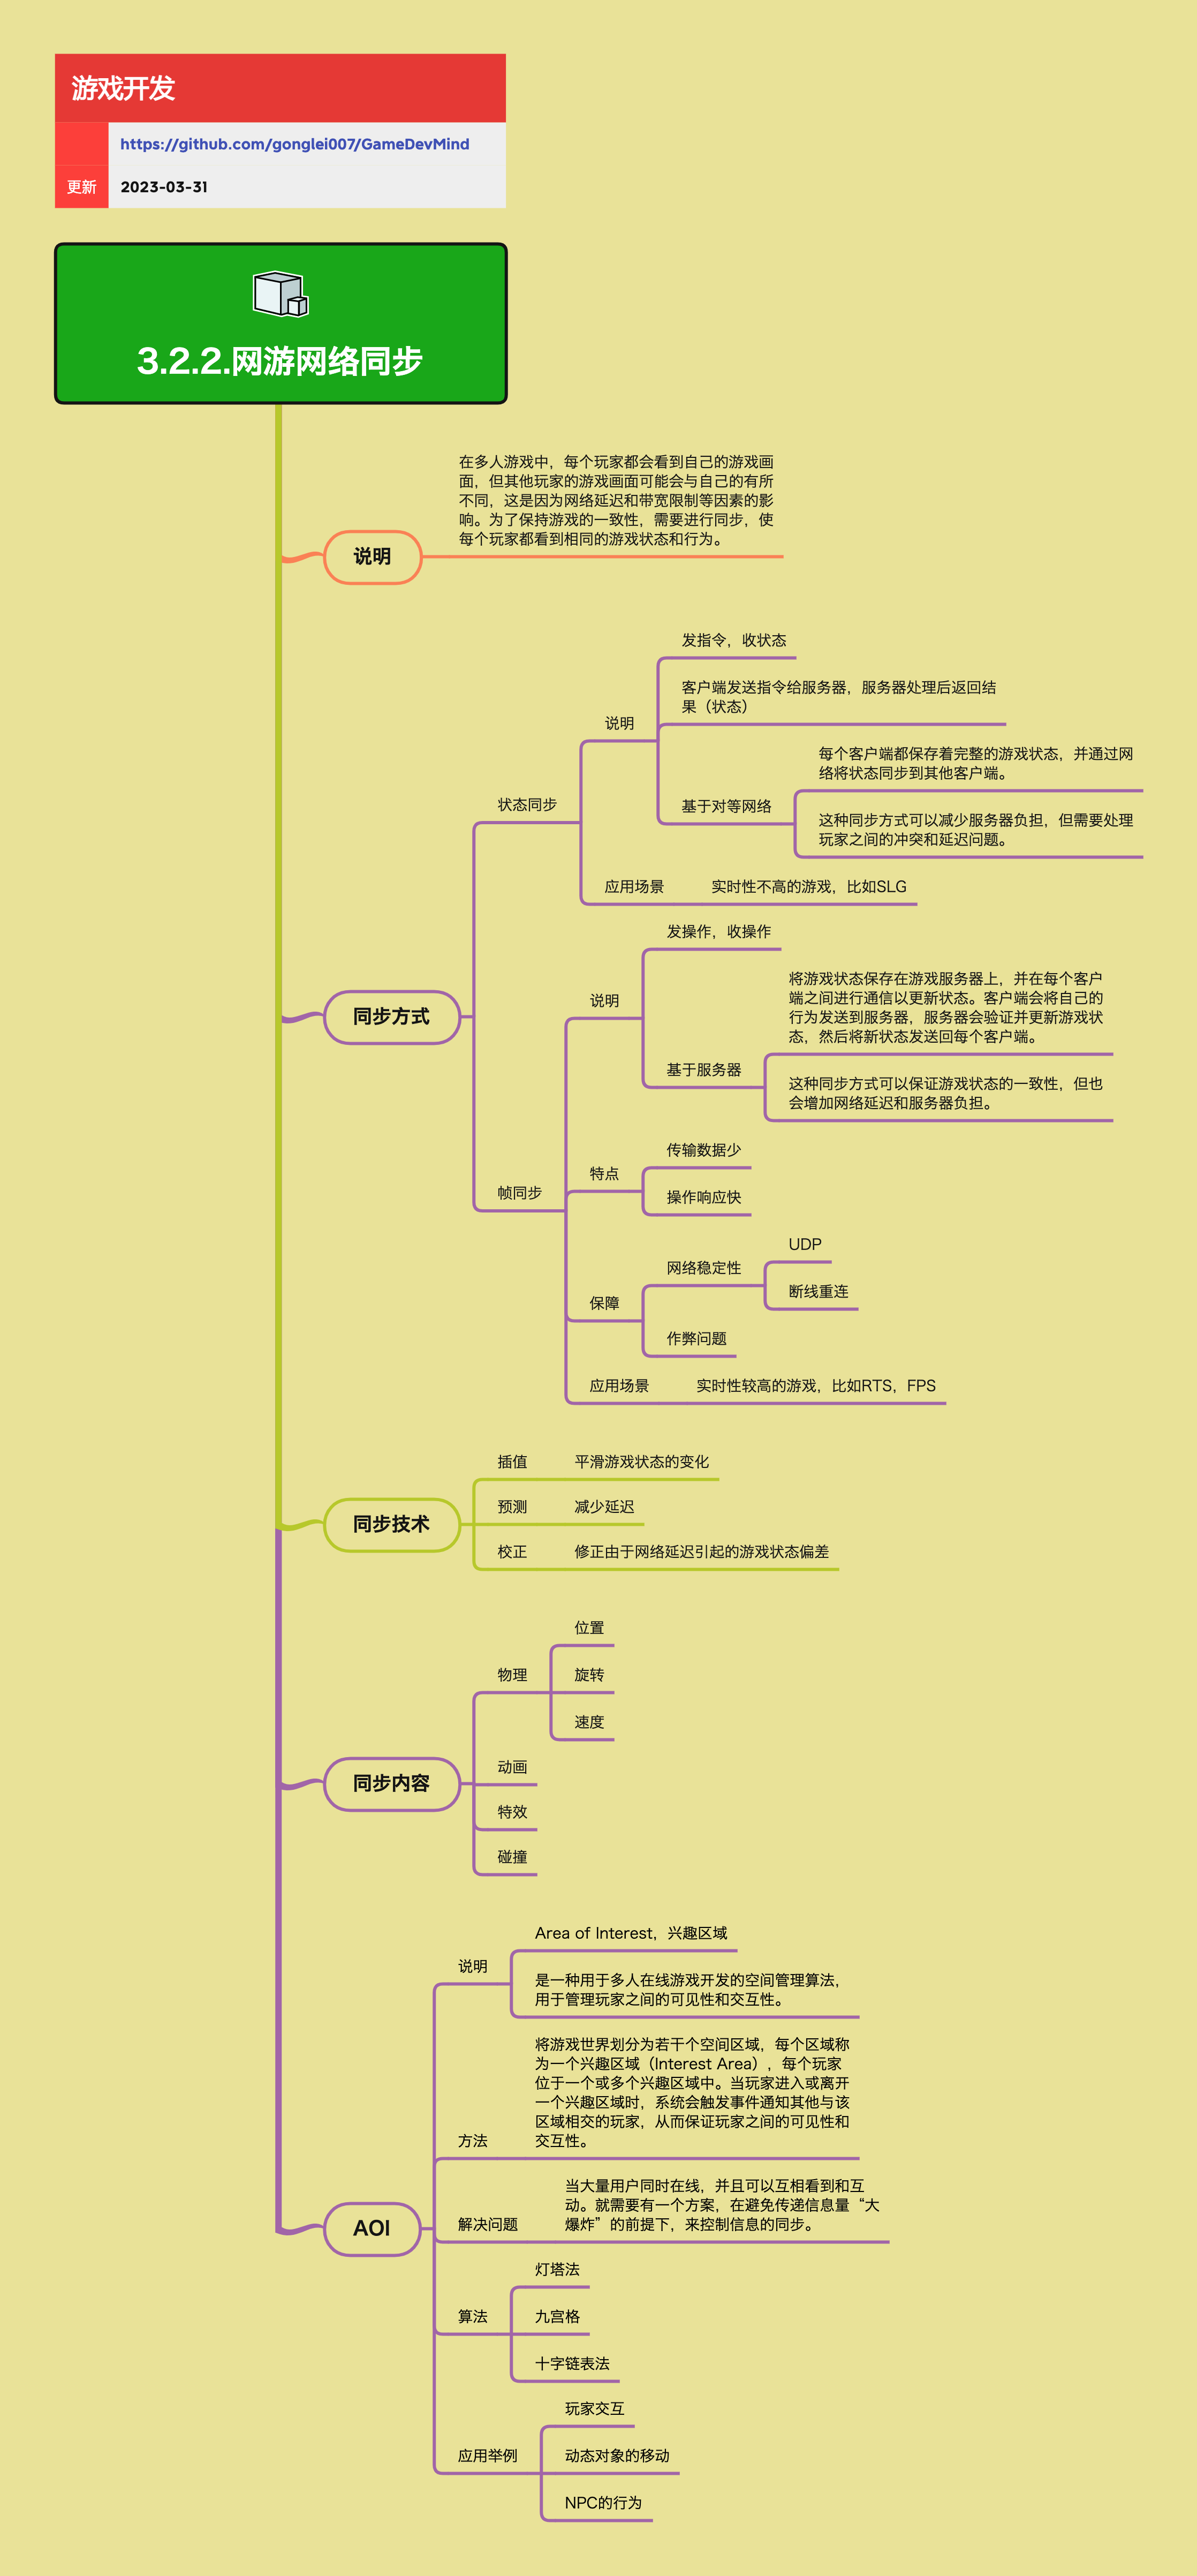 游戏开发
https://github.com/gonglei007/GameDevMind
更新
2023-03-31
3.2.2.网游网络同步
说明
在多人游戏中，每个玩家都会看到自己的游戏画
面，但其他玩家的游戏画面可能会与自己的有所
不同，这是因为网络延迟和带宽限制等因素的影
响。为了保持游戏的一致性，需要进行同步，使
每个玩家都看到相同的游戏状态和行为。
同步方式
状态同步
说明
发指令，收状态
客户端发送指令给服务器，服务器处理后返回结
果（状态）
基于对等网络
每个客户端都保存着完整的游戏状态，并通过网
络将状态同步到其他客户端。
这种同步方式可以减少服务器负担，但需要处理
玩家之间的冲突和延迟问题。
应用场景
实时性不高的游戏，比如SLG
帧同步
说明
发操作，收操作
基于服务器
将游戏状态保存在游戏服务器上，并在每个客户
端之间进行通信以更新状态。客户端会将自己的
行为发送到服务器，服务器会验证并更新游戏状
态，然后将新状态发送回每个客户端。
这种同步方式可以保证游戏状态的一致性，但也
会增加网络延迟和服务器负担。
特点
传输数据少
操作响应快
保障
网络稳定性
UDP
断线重连
作弊问题
应用场景
实时性较高的游戏，比如RTS，FPS
同步技术
插值
平滑游戏状态的变化
预测
减少延迟
校正
修正由于网络延迟引起的游戏状态偏差
同步内容
物理
位置
旋转
速度
动画
特效
碰撞
AOI
说明
Area of Interest，兴趣区域
是一种用于多人在线游戏开发的空间管理算法，
用于管理玩家之间的可见性和交互性。
方法
将游戏世界划分为若干个空间区域，每个区域称
为一个兴趣区域（Interest Area），每个玩家
位于一个或多个兴趣区域中。当玩家进入或离开
一个兴趣区域时，系统会触发事件通知其他与该
区域相交的玩家，从而保证玩家之间的可见性和
交互性。
解决问题
当大量用户同时在线，并且可以互相看到和互
动。就需要有一个方案，在避免传递信息量“大
爆炸”的前提下，来控制信息的同步。
算法
灯塔法
九宫格
十字链表法
应用举例
玩家交互
动态对象的移动
NPC的行为